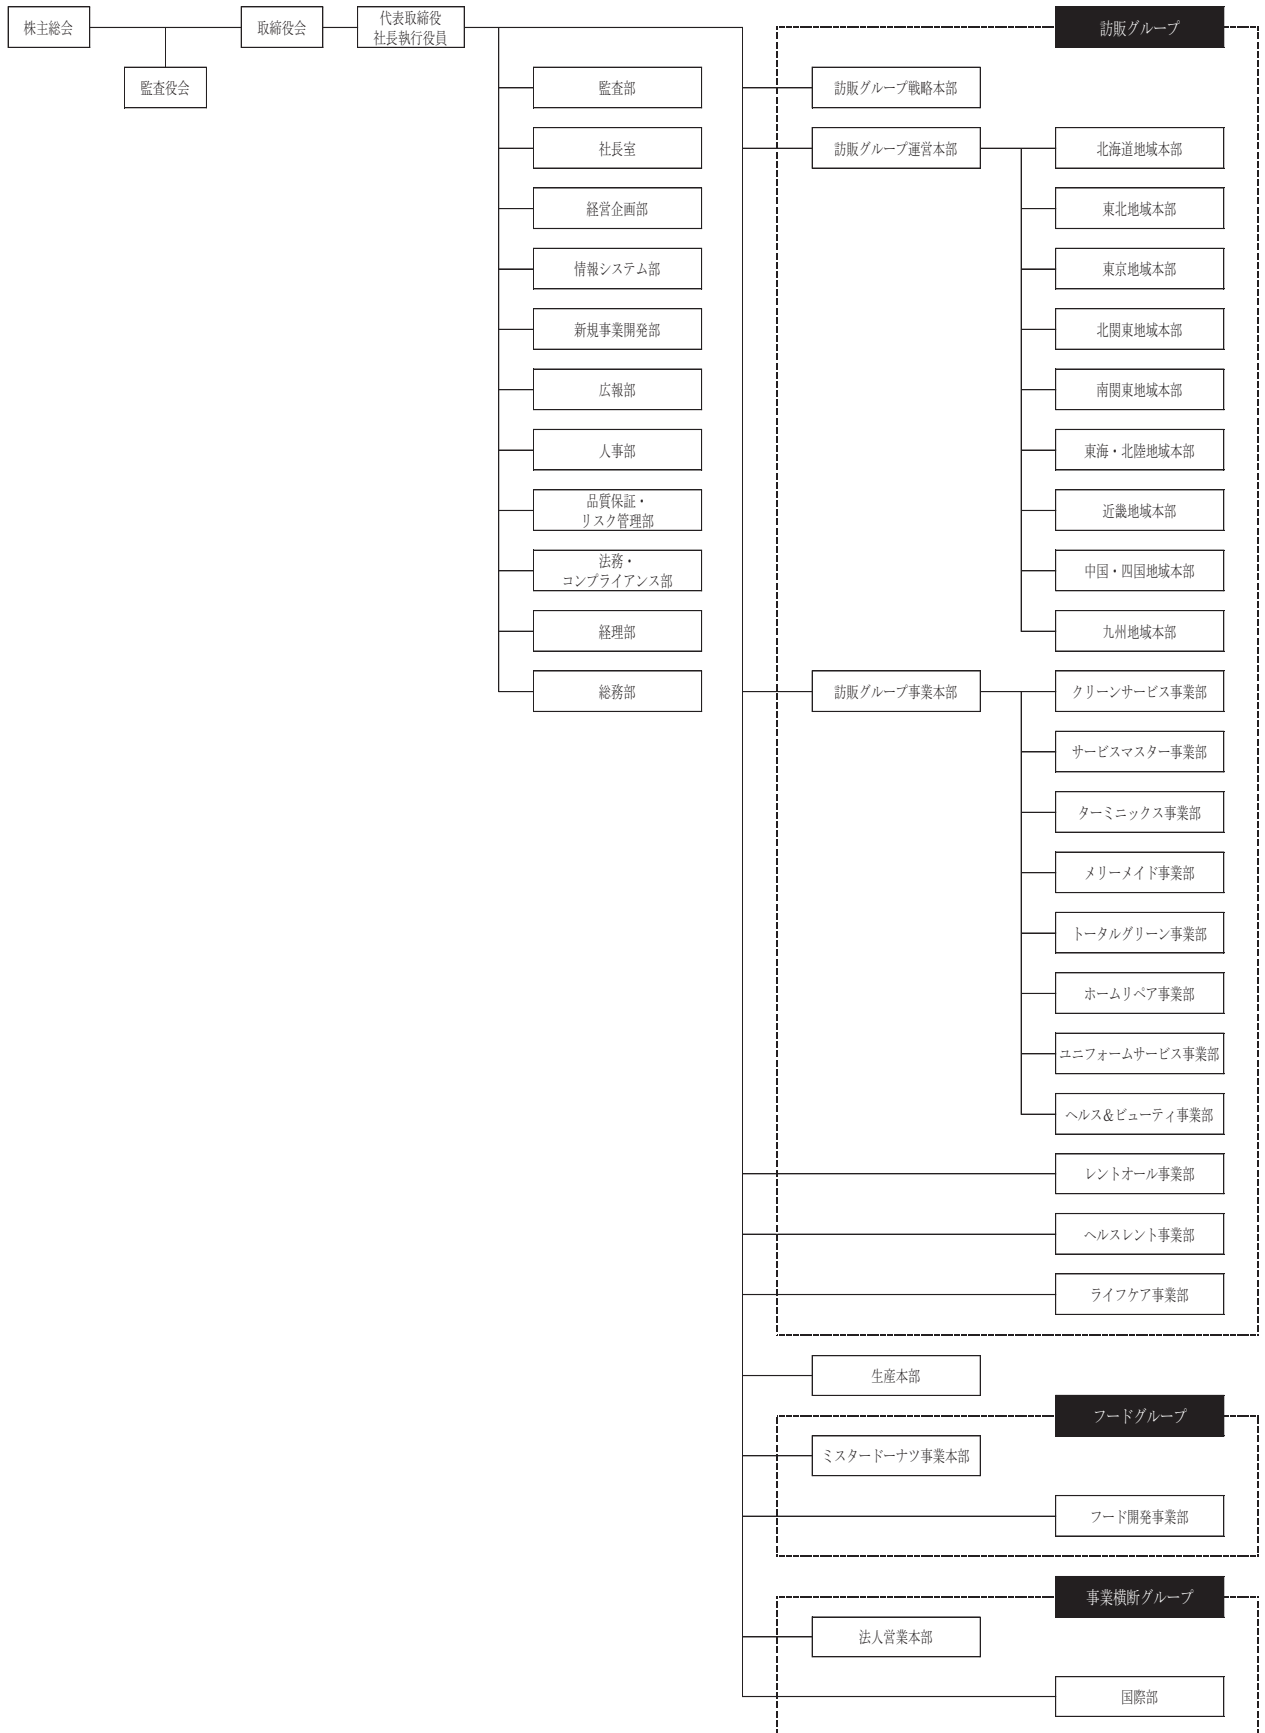 株主総会
取締役会
代表取締役
社長執行役員
監査役会
監査部
社長室
経営企画部
情報システム部
新規事業開発部
広報部
人事部
品質保証・
リスク管理部
法務・
コンプライアンス部
経理部
総務部
訪販グループ
訪販グループ戦略本部
訪販グループ運営本部
北海道地域本部
東北地域本部
東京地域本部
北関東地域本部
南関東地域本部
東海・北陸地域本部
近畿地域本部
中国・四国地域本部
九州地域本部
訪販グループ事業本部
クリーンサービス事業部
サービスマスター事業部
ターミニックス事業部
メリーメイド事業部
トータルグリーン事業部
ホームリペア事業部
ユニフォームサービス事業部
ヘルス&ビューティ事業部
レントオール事業部
ヘルスレント事業部
ライフケア事業部
生産本部
フードグループ
ミスタードーナツ事業本部
フード開発事業部
事業横断グループ
法人営業本部
国際部